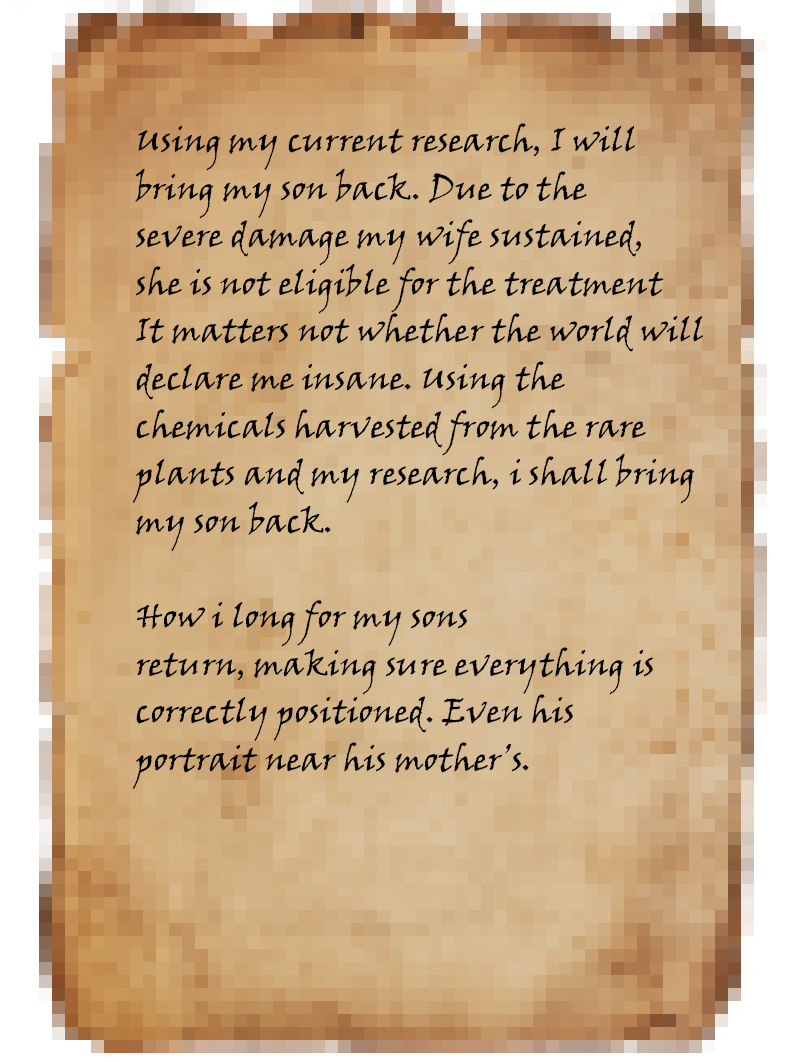 Using my current research, I will
bring my son back. Due to the
severe damage my wife sustained,
she is not eligible for the treatment
It matters not whether the world will
declare me insane. Using the
chemicals harvested from the rare
plants and my research, i shall bring
my son back.
How i long for my sons
return, making sure everything is
correctly positioned. Even his
portrait near his mother's.